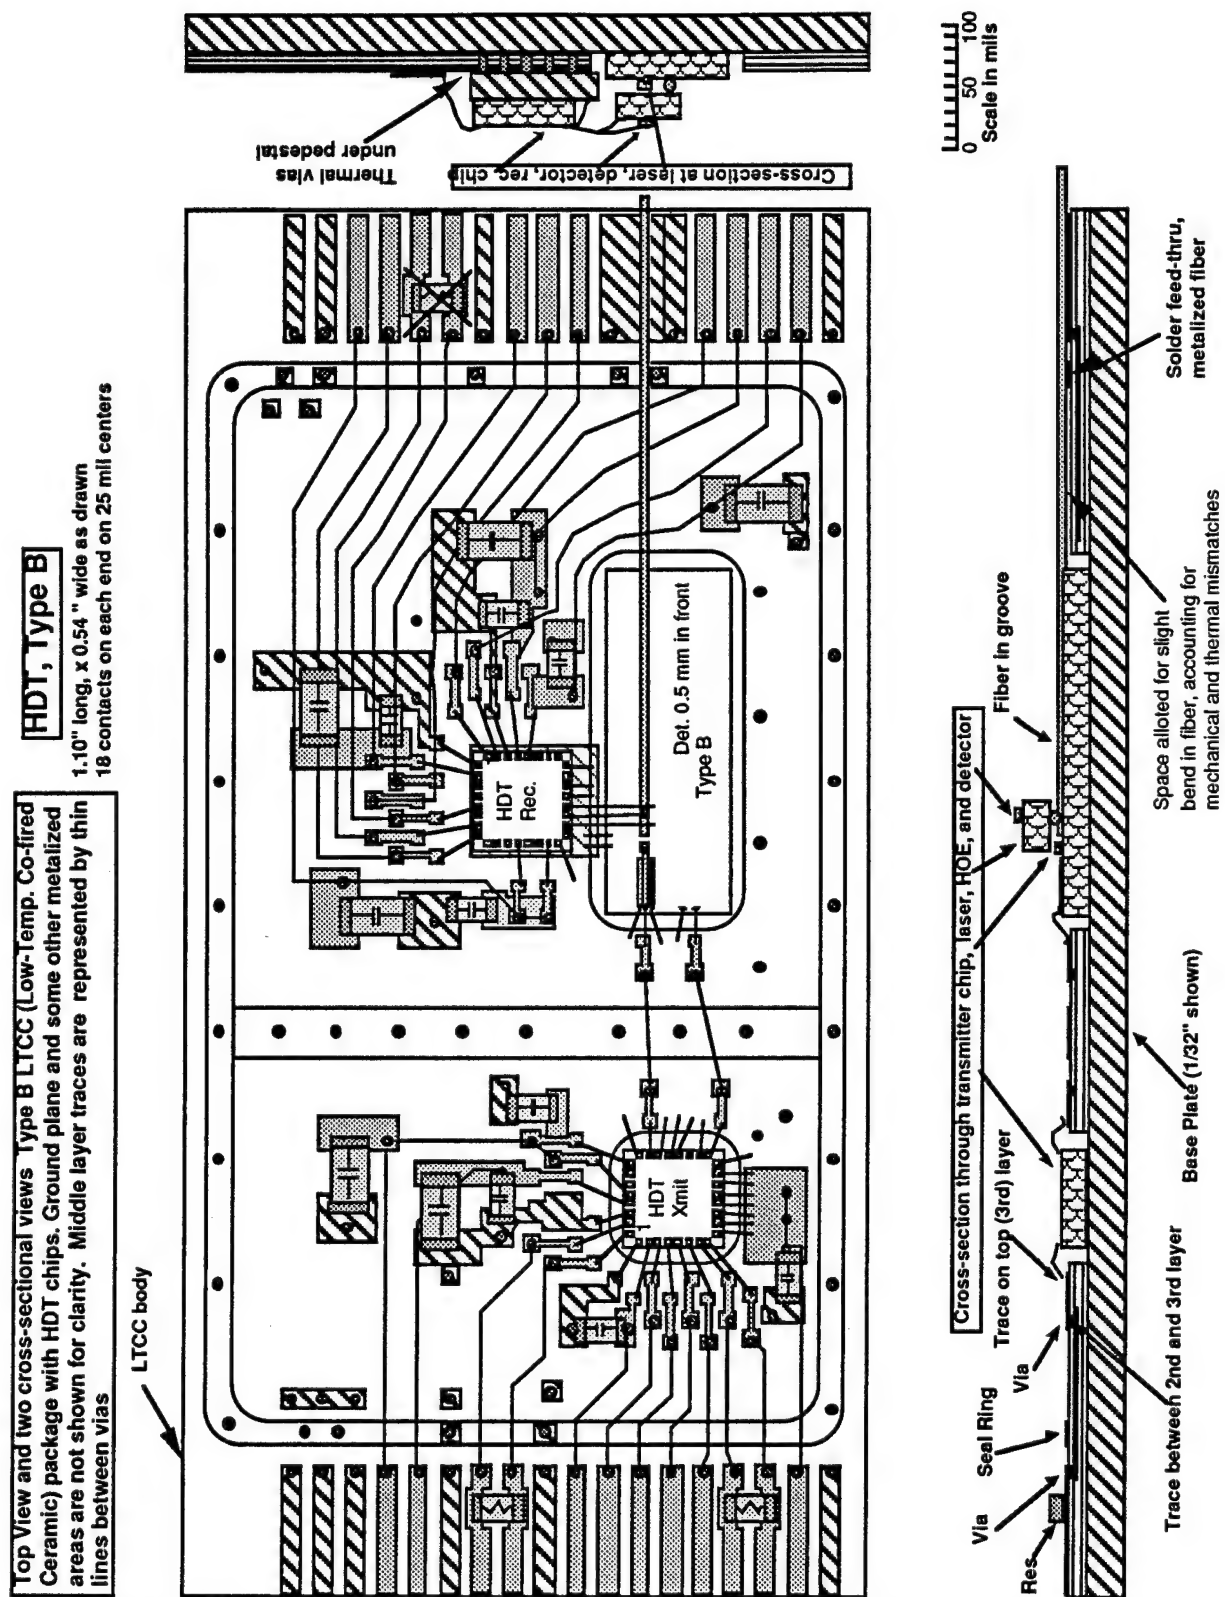 HDT, Type B
1.10" long, x 0.54 " wide as drawn
18 contacts on each end on 25 mil centers
Top View and two cross-sectional views Type B LTCC (Low-Temp. Co-fired
Ceramic) package with HDT chips. Ground plane and some other metalized
areas are not shown for clarity. Middle layer traces are represented by thin
lines between vias
LTCC body
Thermal vias
under pedestal
Cross-section at laser, detector, rec. chip
HDT
Rec.
Det. 0.5 mm in front
Type B
1
HDT
Xmit
0 50 100
Scale in mils
Cross-section through transmitter chip, laser, HOE, and detector
Res
Via
Seal Ring
Via
Trace on top (3rd) layer
Fiber in groove
Solder feed-thru,
metalized fiber
Trace between 2nd and 3rd layer
Base Plate (1/32" shown)
Space alloted for slight
bend in fiber, accounting for
mechanical and thermal mismatches